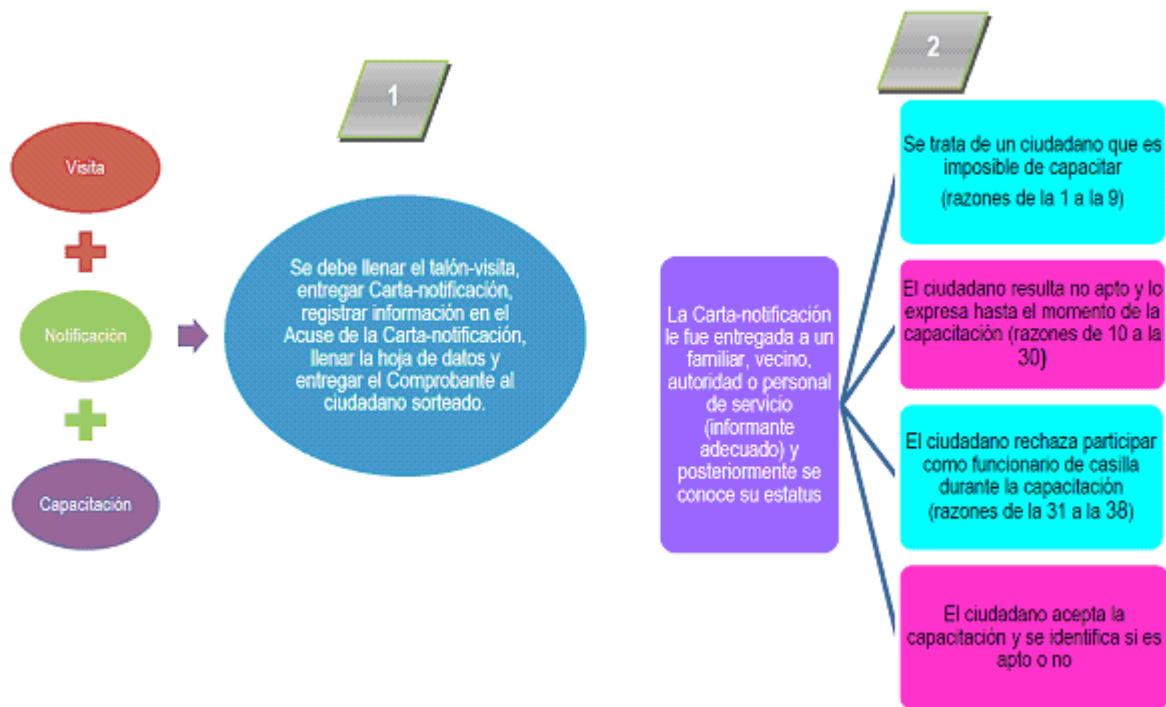 1
Visita
Notificación
Capacitación
Se debe llenar el talón-visita,
entregar Carta-notificación,
registrar información en el
Acuse de la Carta-notificación,
llenar la hoja de datos y
entregar el Comprobante al
ciudadano sorteado.
2
La Carta-notificación
le fue entregada a un
familiar, vecino,
autoridad o personal
de servicio
(informante
adecuado) y
posteriormente se
conoce su estatus
Se trata de un ciudadano que es
imposible de capacitar
(razones de la 1 a la 9)
El ciudadano resulta no apto y lo
expresa hasta el momento de la
capacitación (razones de 10 a la
30)
El ciudadano rechaza participar
como funcionario de casilla
durante la capacitación
(razones de la 31 a la 38)
El ciudadano acepta la
capacitación y se identifica si es
apto o no